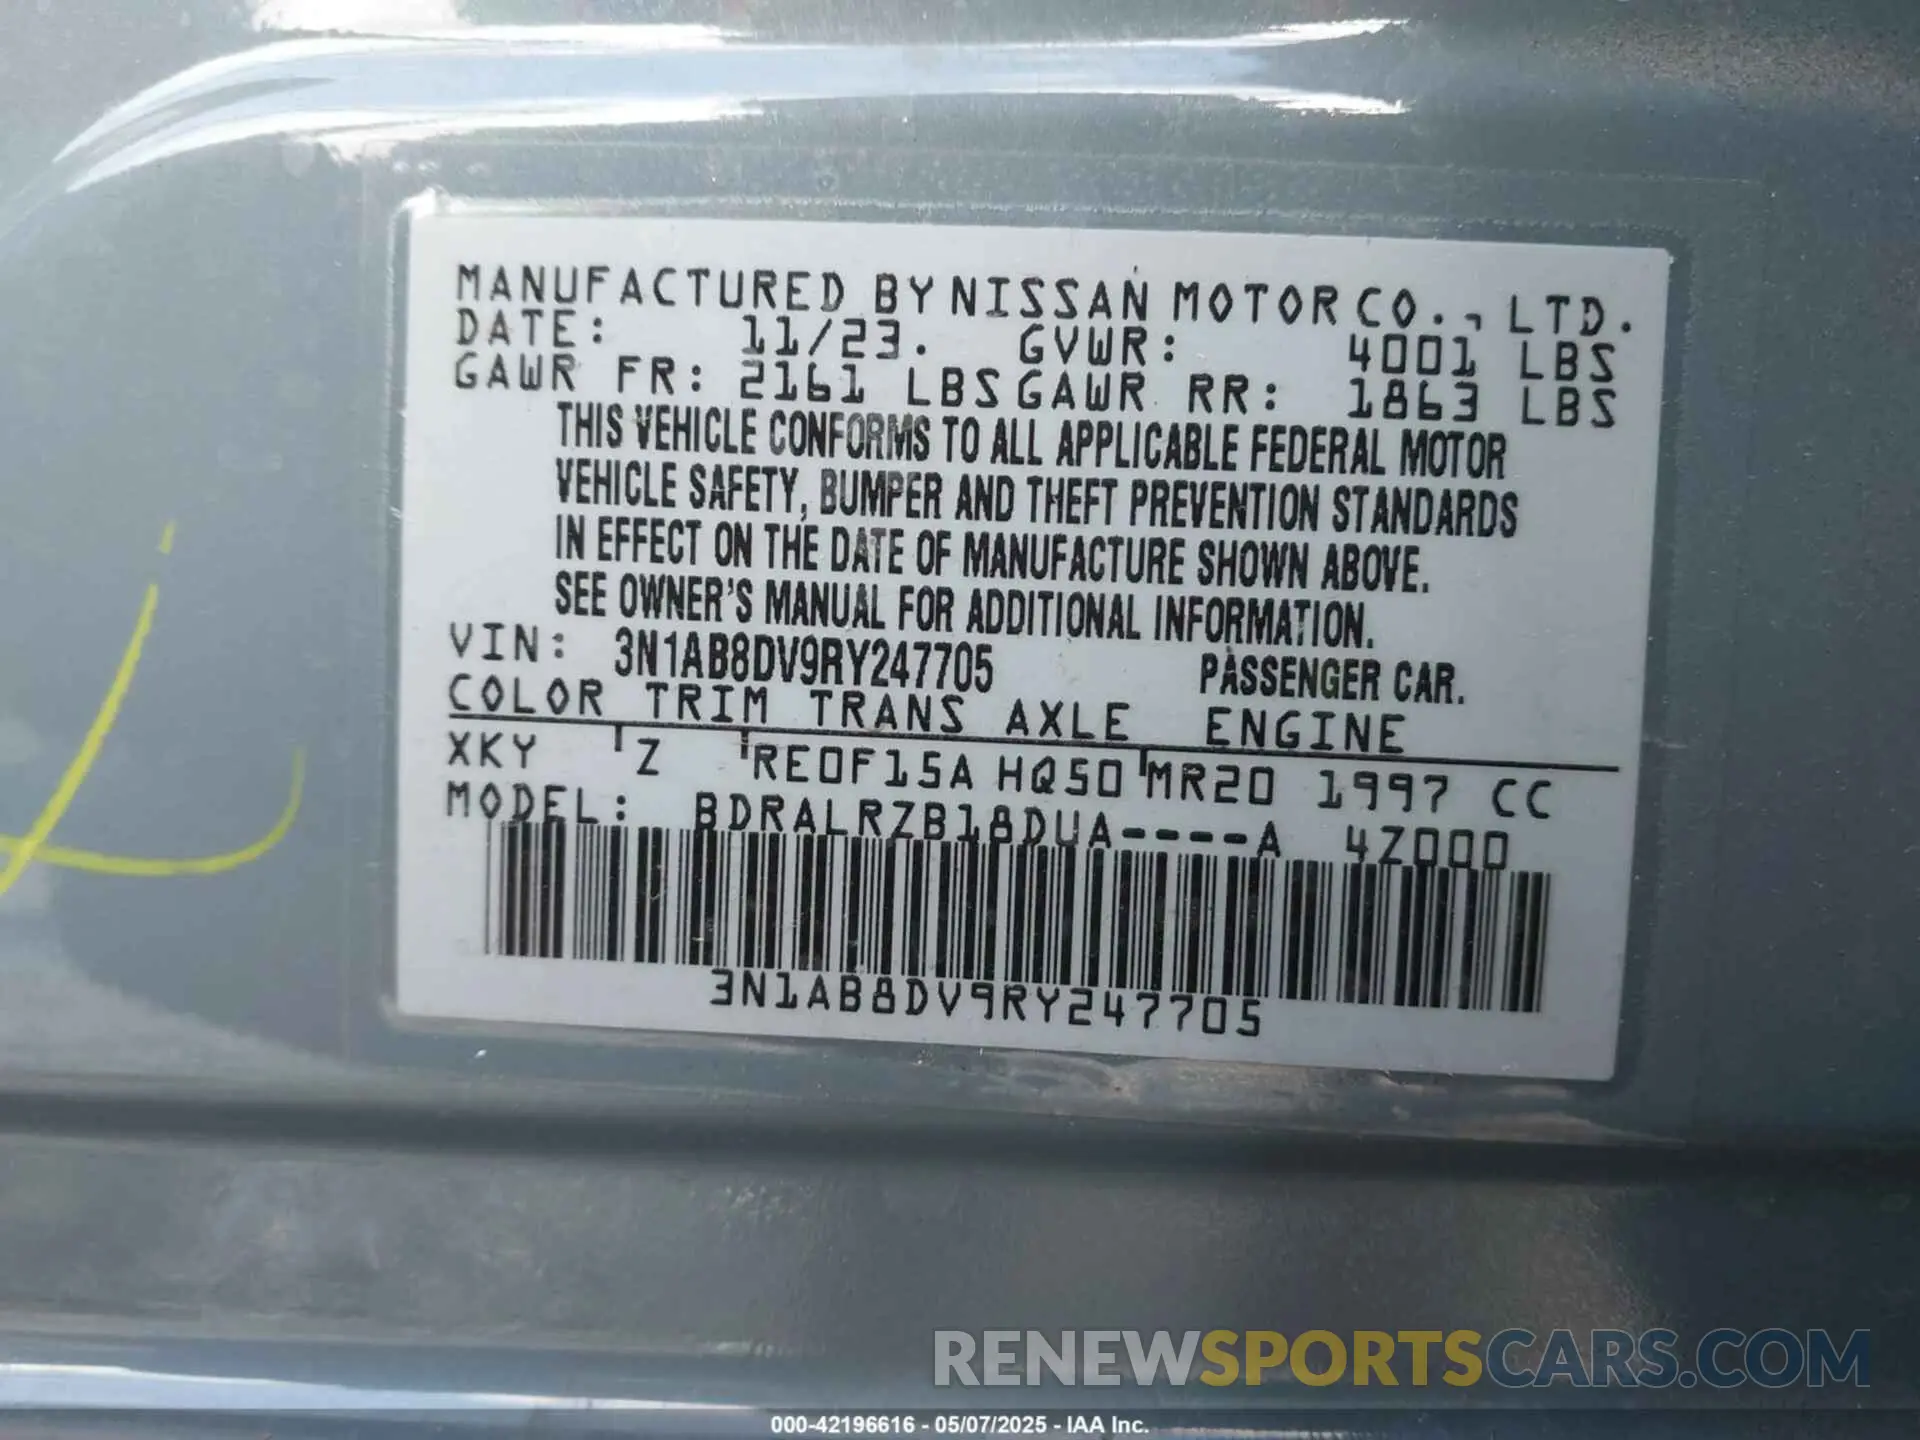 MANUFACTURED BY NISSAN MOTOR CO., LTD.
DATE: 11/23. GVWR: 4001 LBS
GAWR FR: 2161 LBS GAWR RR: 1863 LBS
THIS VEHICLE CONFORMS TO ALL APPLICABLE FEDERAL MOTOR
VEHICLE SAFETY, BUMPER AND THEFT PREVENTION STANDARDS
IN EFFECT ON THE DATE OF MANUFACTURE SHOWN ABOVE.
SEE OWNER'S MANUAL FOR ADDITIONAL INFORMATION.
VIN: 3N1AB8DV9RY247705 PASSENGER CAR.
COLOR TRIM TRANS AXLE ENGINE
XKY Z RE0F15A HQ50 MR20 1997 CC
MODEL: BDRALRZB18DUA----A 4Z000
3N1AB8DV9RY247705
RENEWSPORTSCARS.COM
000-42196616 - 05/07/2025 - IAA Inc.